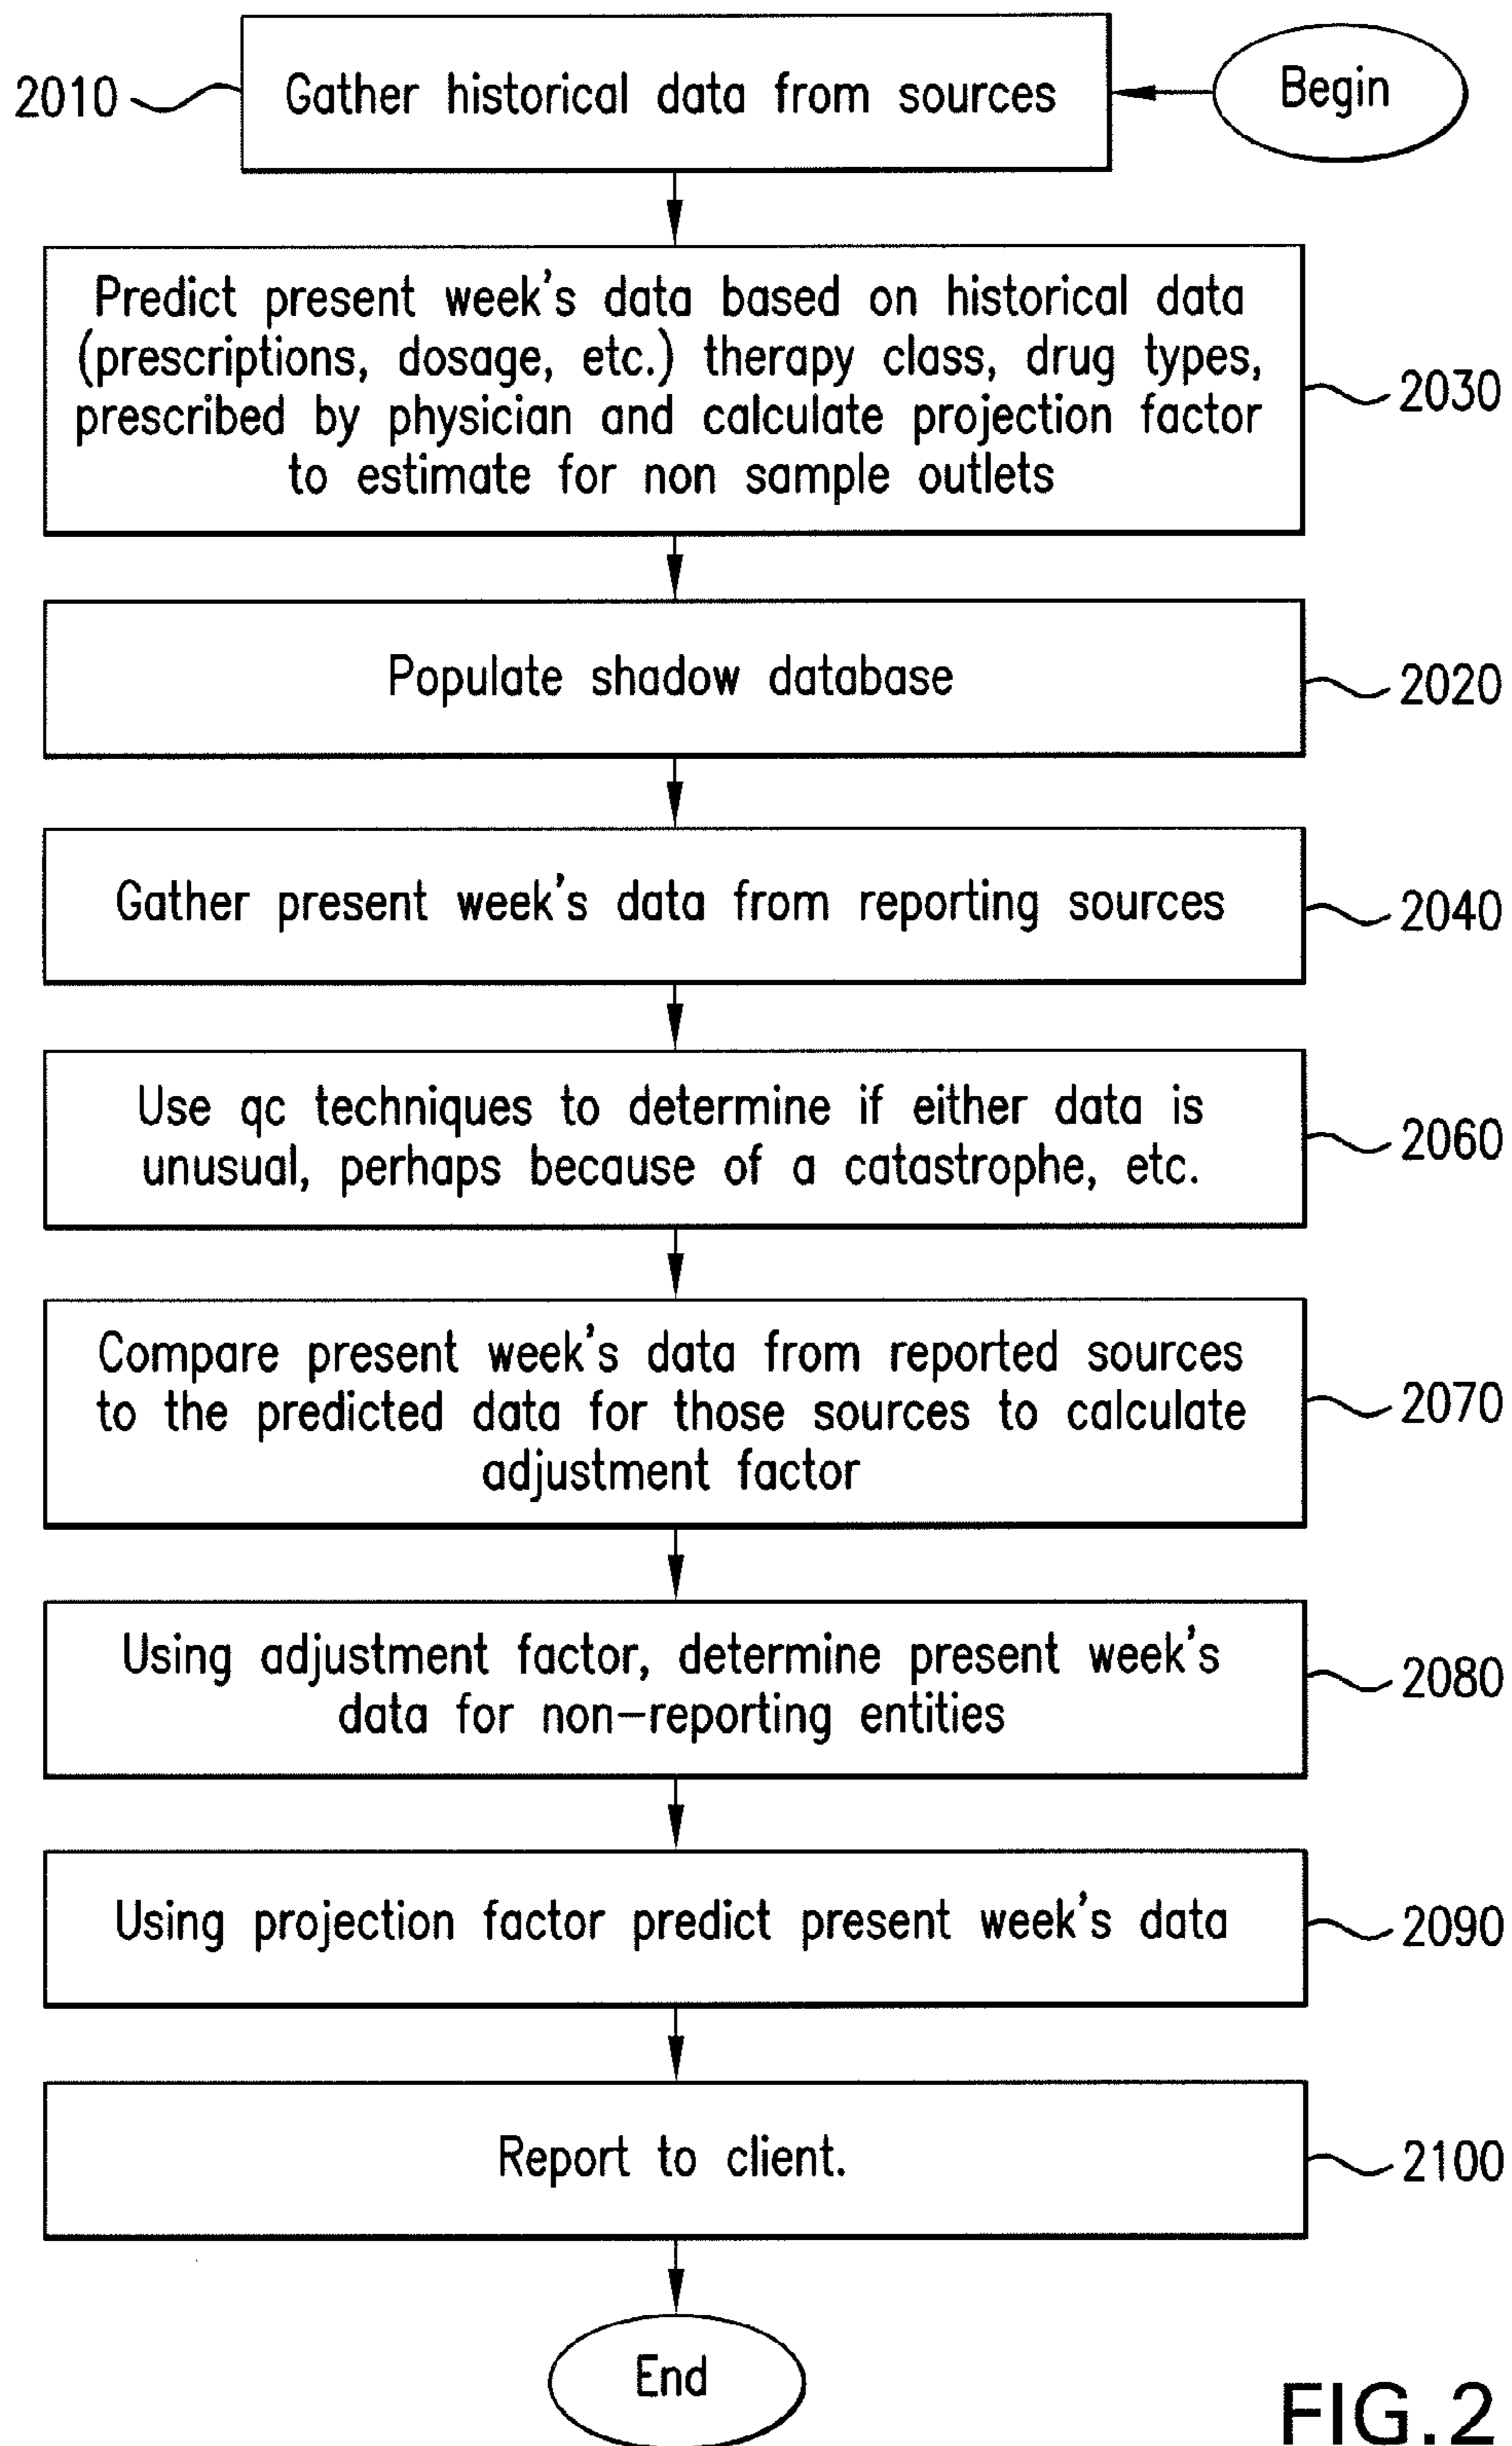 Begin
2010
Gather historical data from sources
Predict present week's data based on historical data
(prescriptions, dosage, etc.) therapy class, drug types,
prescribed by physician and calculate projection factor
to estimate for non sample outlets
2030
Populate shadow database
2020
Gather present week's data from reporting sources
2040
Use qc techniques to determine if either data is
unusual, perhaps because of a catastrophe, etc.
2060
Compare present week's data from reported sources
to the predicted data for those sources to calculate
adjustment factor
2070
Using adjustment factor, determine present week's
data for non-reporting entities
2080
Using projection factor predict present week's data
2090
Report to client.
2100
End
FIG.2